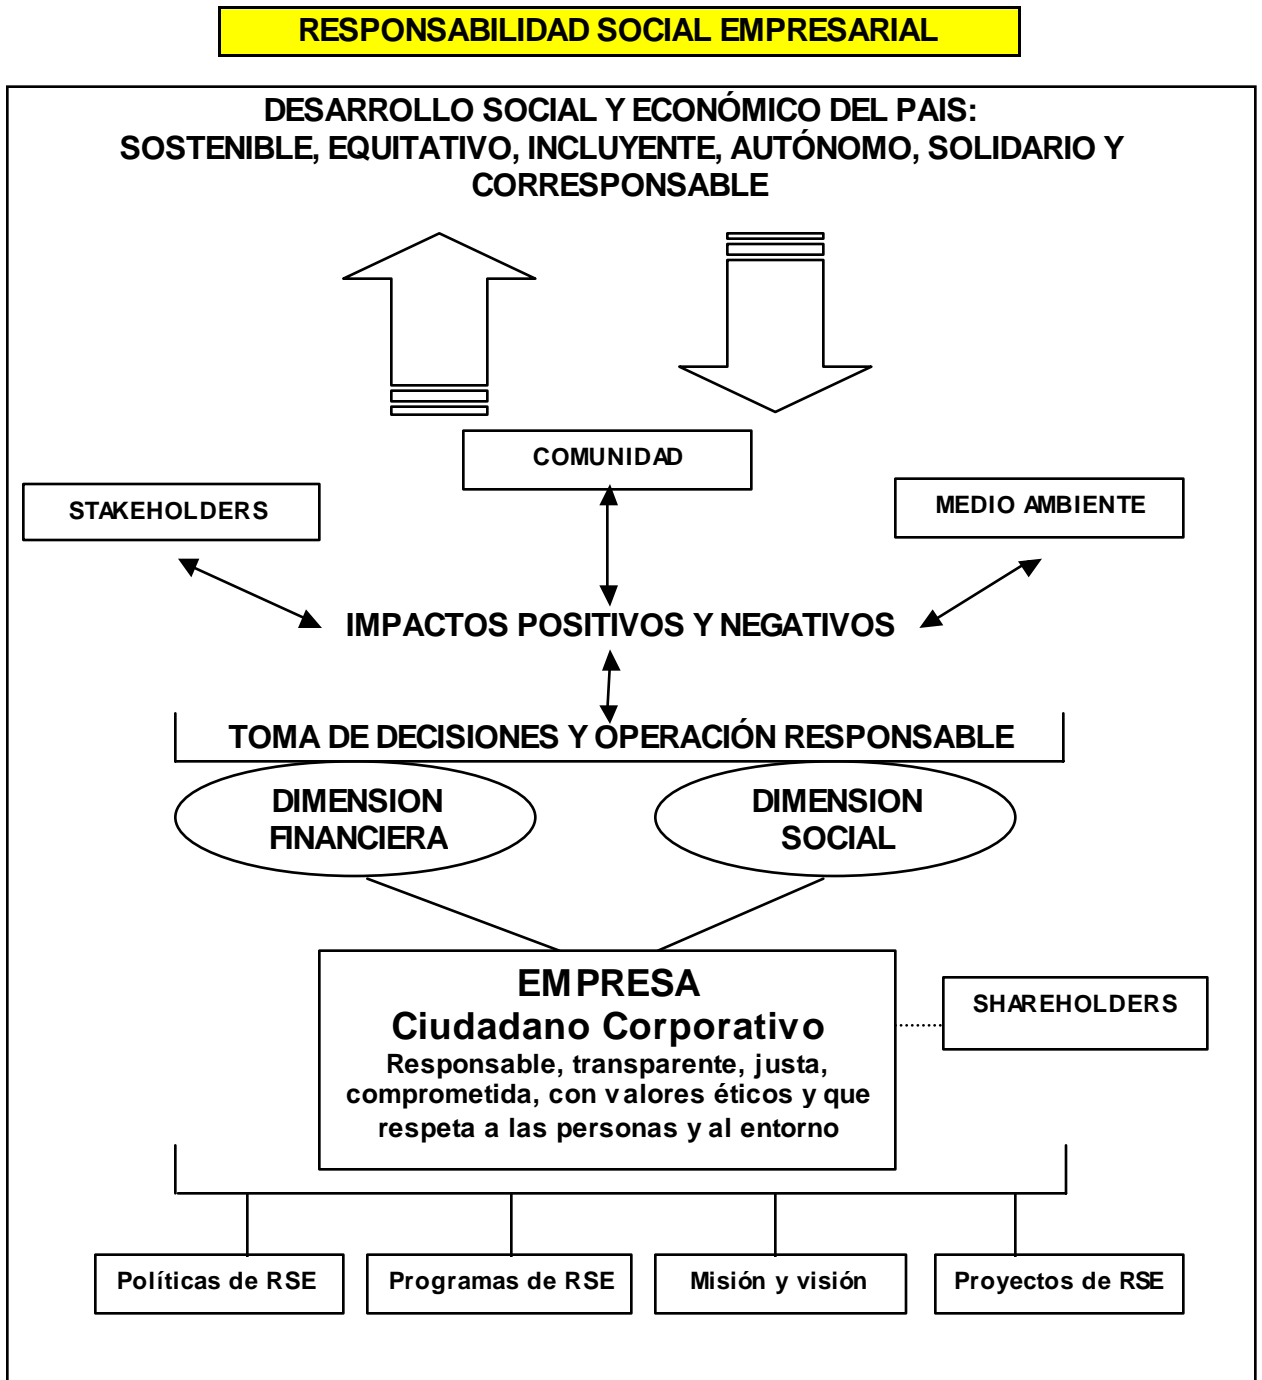 RESPONSABILIDAD SOCIAL EMPRESARIAL
DESARROLLO SOCIAL Y ECONÓMICO DEL PAIS:
SOSTENIBLE, EQUITATIVO, INCLUYENTE, AUTÓNOMO, SOLIDARIO Y
CORRESPONSABLE
COMUNIDAD
STAKEHOLDERS
MEDIO AMBIENTE
IMPACTOS POSITIVOS Y NEGATIVOS
TOMA DE DECISIONES Y OPERACIÓN RESPONSABLE
DIMENSION
FINANCIERA
DIMENSION
SOCIAL
EMPRESA
Ciudadano Corporativo
Responsable, transparente, justa,
comprometida, con valores éticos y que
respeta a las personas y al entorno
SHAREHOLDERS
Políticas de RSE
Programas de RSE
Misión y visión
Proyectos de RSE